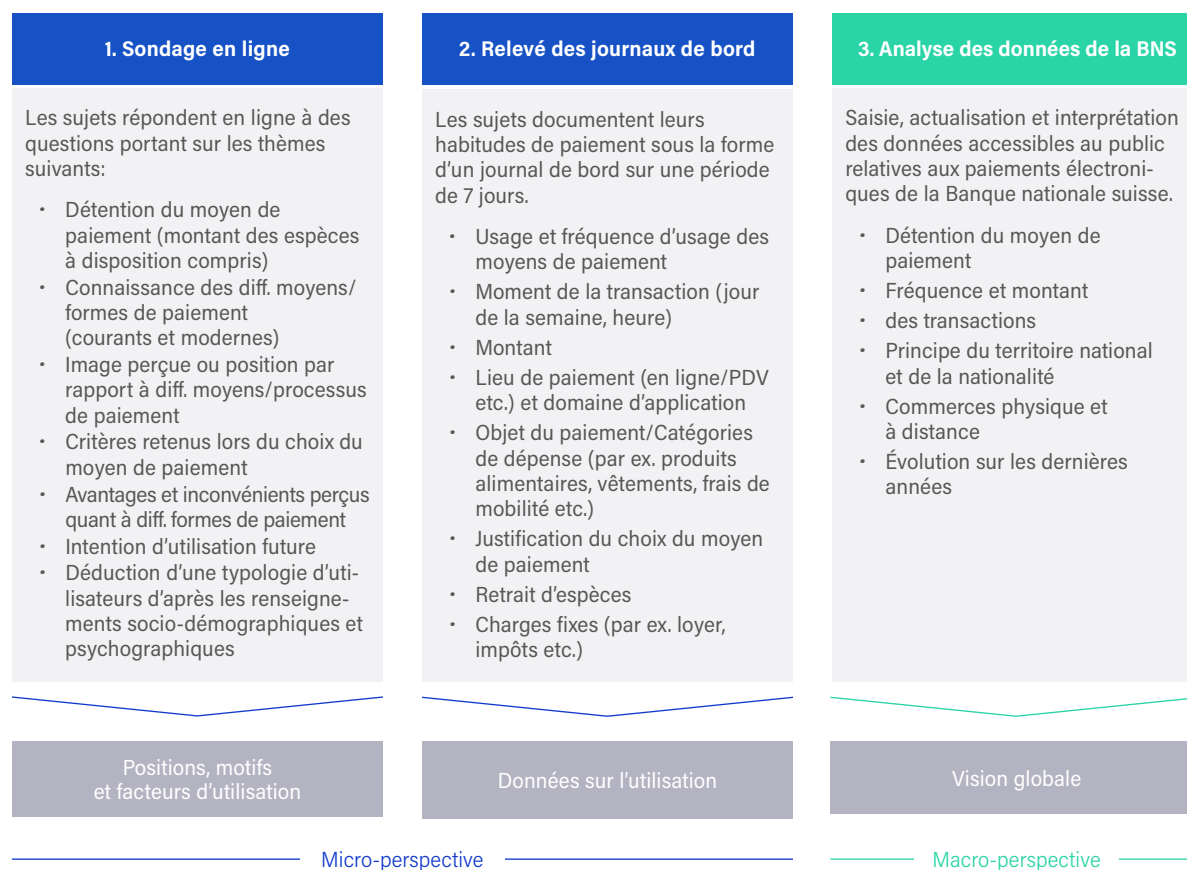 1. Sondage en ligne
Les sujets répondent en ligne à des
questions portant sur les thèmes
suivants:
• Détention du moyen de
paiement (montant des espèces
à disposition compris)
• Connaissance des diff. moyens/
formes de paiement
(courants et modernes)
• Image perçue ou position par
rapport à diff. moyens/processus
de paiement
• Critères retenus lors du choix du
moyen de paiement
• Avantages et inconvénients perçus
quant à diff. formes de paiement
• Intention d'utilisation future
• Déduction d'une typologie d'uti-
lisateurs d'après les renseigne-
ments socio-démographiques et
psychographiques
Positions, motifs
et facteurs d'utilisation
2. Relevé des journaux de bord
Les sujets documentent leurs
habitudes de paiement sous la forme
d'un journal de bord sur une période
de 7 jours.
• Usage et fréquence d'usage des
moyens de paiement
• Moment de la transaction (jour
de la semaine, heure)
• Montant
• Lieu de paiement (en ligne/PDV
etc.) et domaine d'application
• Objet du paiement/Catégories
de dépense (par ex. produits
alimentaires, vêtements, frais de
mobilité etc.)
• Justification du choix du moyen
de paiement
• Retrait d'espèces
• Charges fixes (par ex. loyer,
impôts etc.)
Données sur l'utilisation
Micro-perspective
3. Analyse des données de la BNS
Saisie, actualisation et interprétation
des données accessibles au public
relatives aux paiements électroni-
ques de la Banque nationale suisse.
• Détention du moyen de
paiement
• Fréquence et montant
• des transactions
• Principe du territoire national
et de la nationalité
• Commerces physique et
à distance
• Évolution sur les dernières
années
Vision globale
Macro-perspective